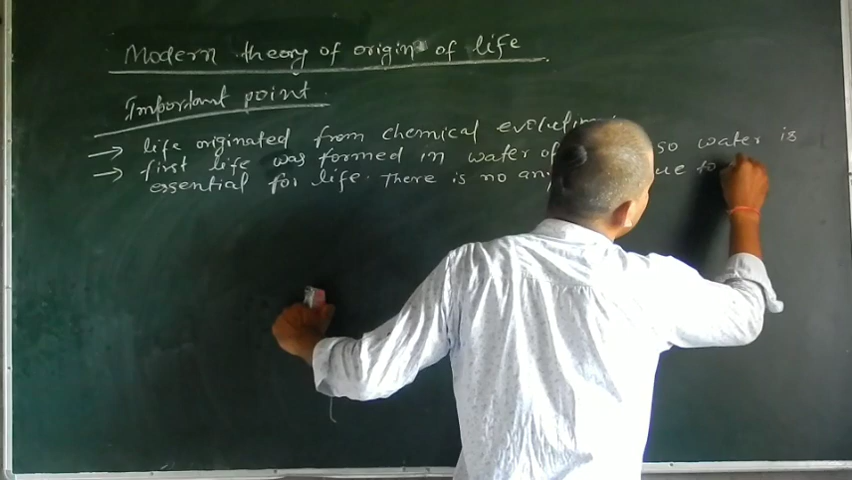 Modern theory of origin of life
Important point
→ life originated from chemical evolution
→ first life was formed in water of so water is
essential for life. There is no an due to